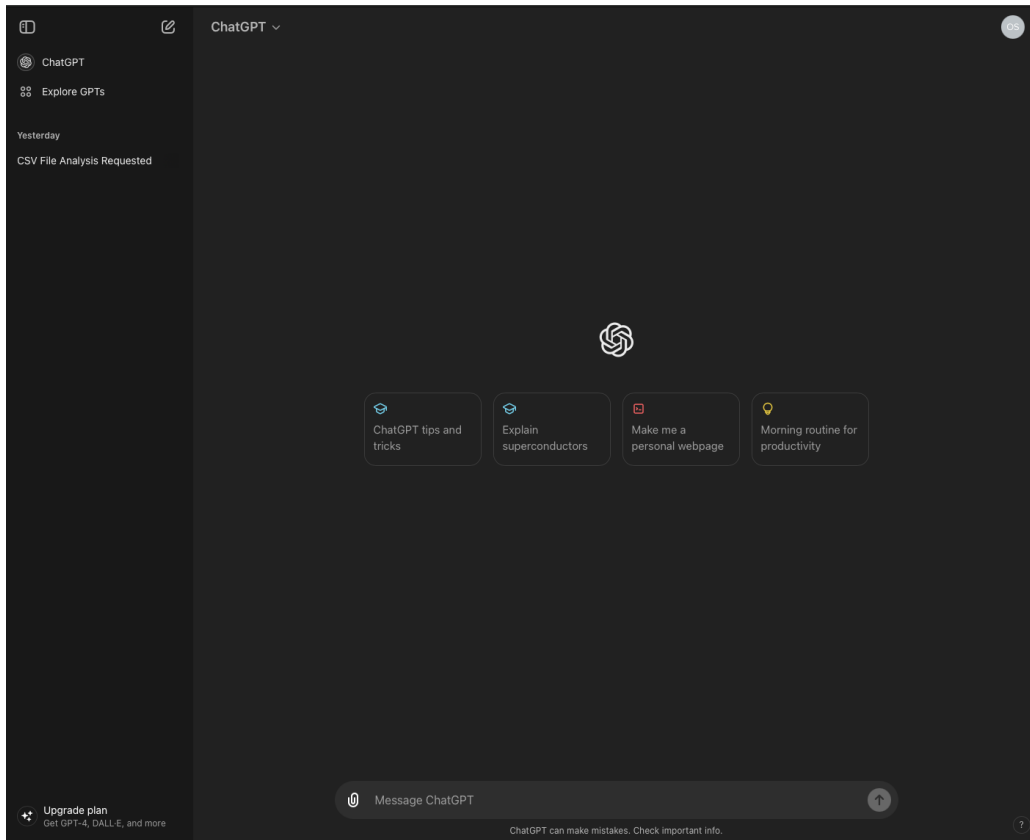 ChatGPT
OS
ChatGPT
Explore GPTs
Yesterday
CSV File Analysis Requested
ChatGPT tips and
tricks
Explain
superconductors
Make me a
personal webpage
Morning routine for
productivity
Message ChatGPT
Upgrade plan
Get GPT-4, DALL·E, and more
ChatGPT can make mistakes. Check important info.
?